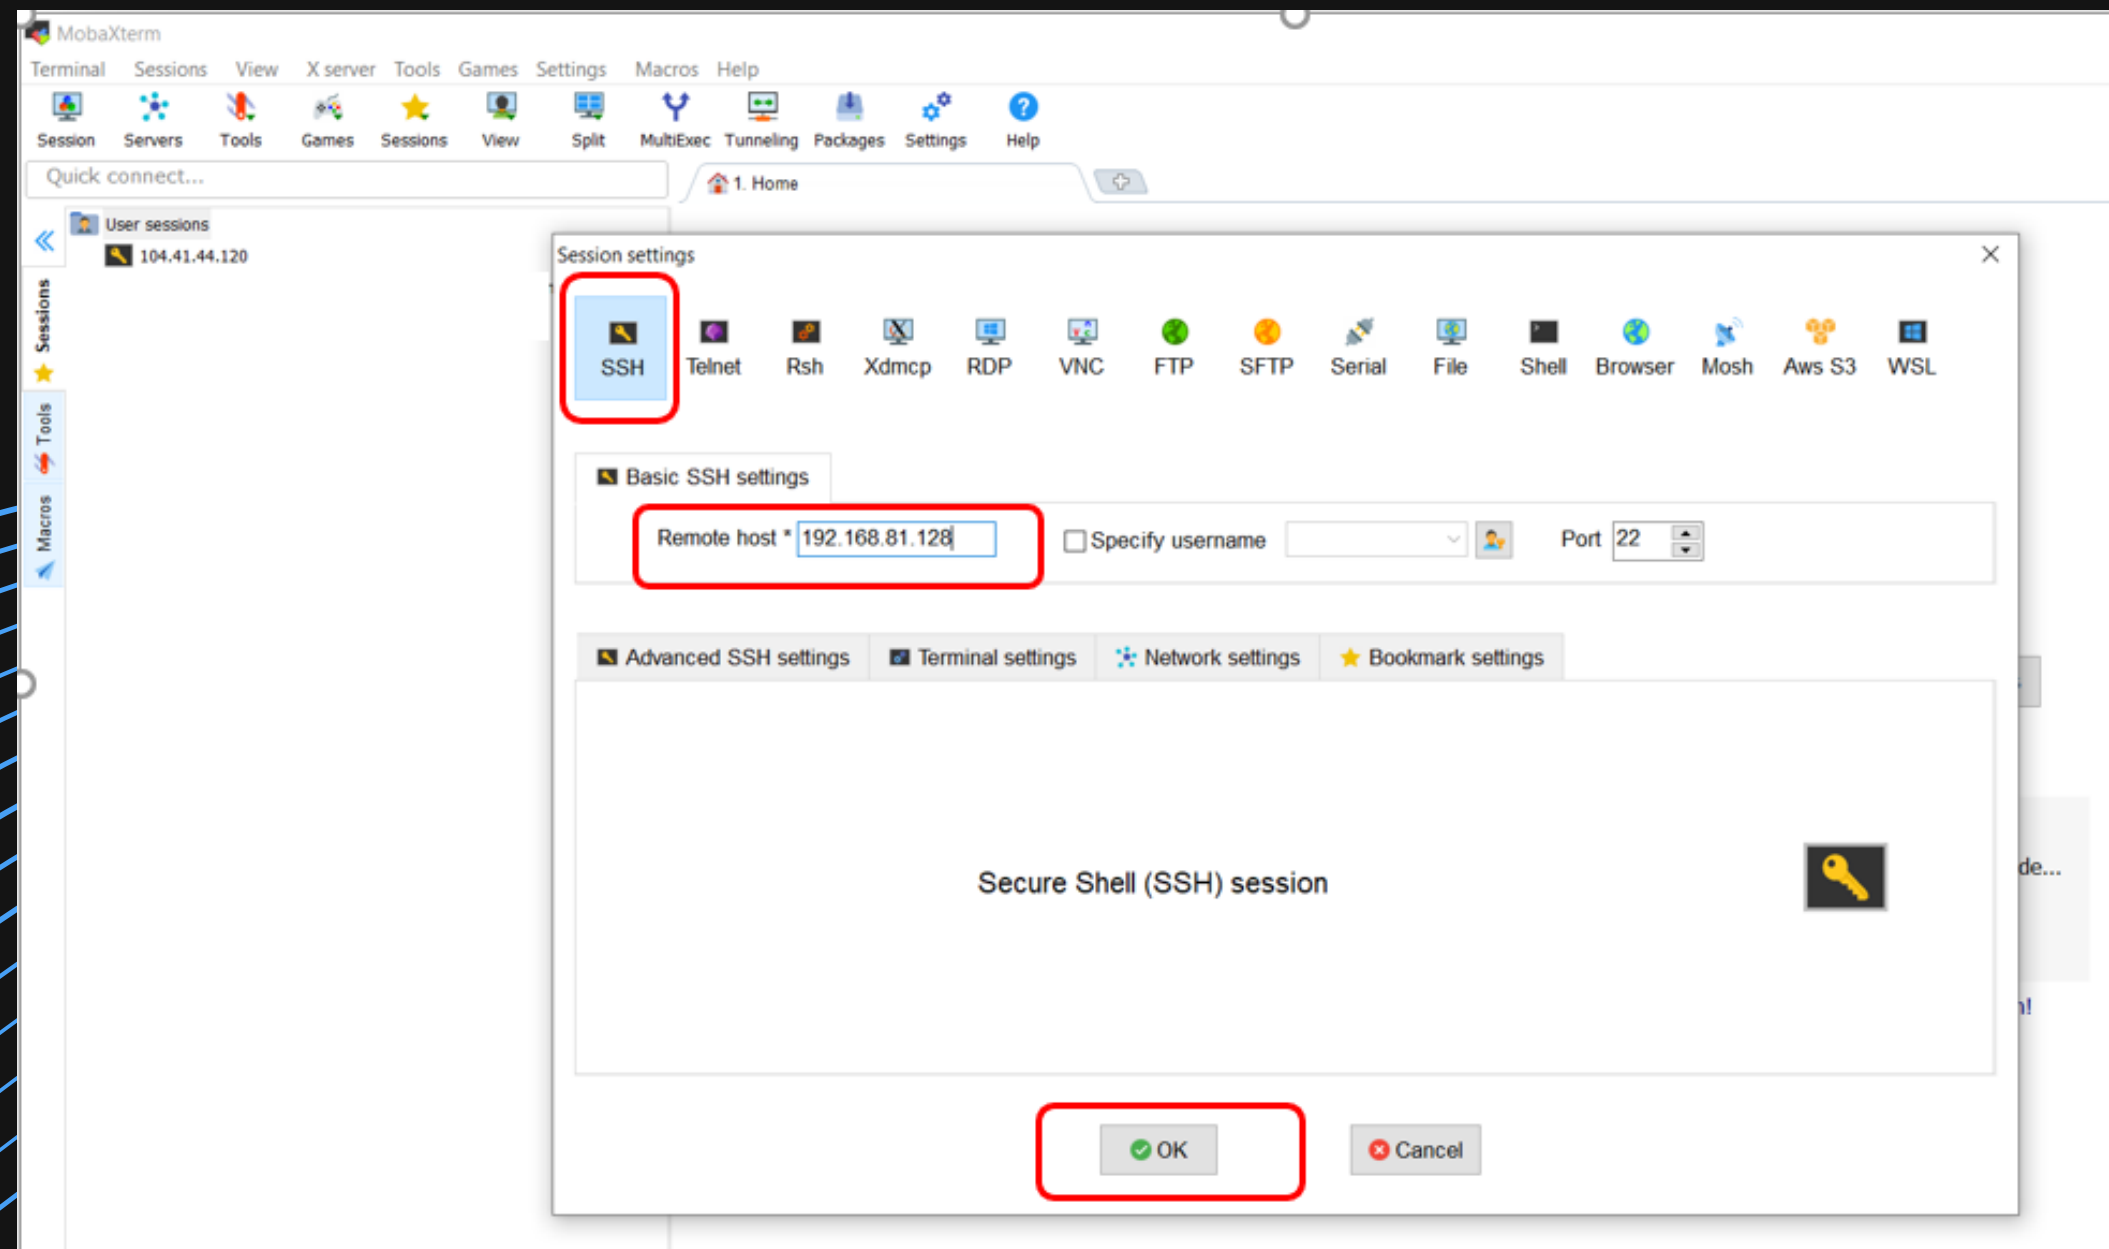 MobaXterm
Terminal Sessions View X server Tools Games Settings Macros Help
Session Servers Tools Games Sessions View Split MultiExec Tunneling Packages Settings Help
Quick connect...
1. Home
User sessions
104.41.44.120
Sessions
Tools
Macros
Session settings
SSH Telnet Rsh Xdmcp RDP VNC FTP SFTP Serial File Shell Browser Mosh Aws S3 WSL
Basic SSH settings
Remote host * 192.168.81.128 Specify username Port 22
Advanced SSH settings Terminal settings Network settings Bookmark settings
Secure Shell (SSH) session
de...
OK Cancel